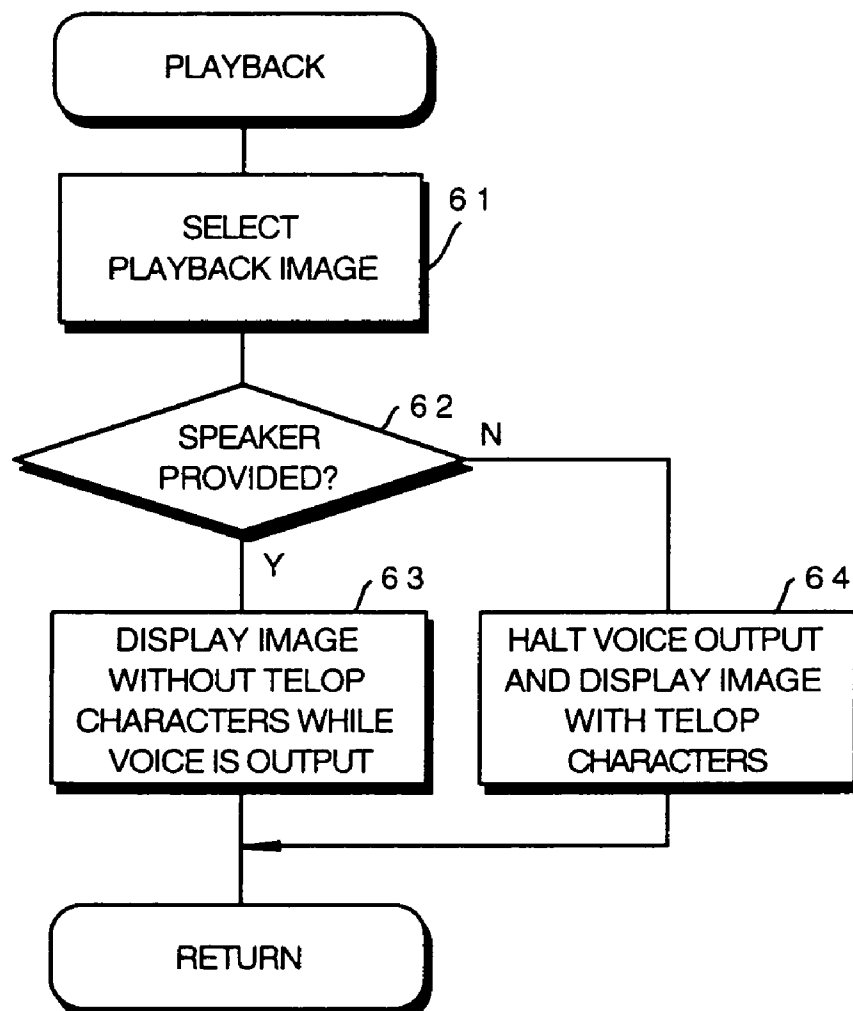 PLAYBACK
61
SELECT
PLAYBACK IMAGE
62
SPEAKER
PROVIDED?
N
Y
63
DISPLAY IMAGE
WITHOUT TELOP
CHARACTERS WHILE
VOICE IS OUTPUT
64
HALT VOICE OUTPUT
AND DISPLAY IMAGE
WITH TELOP
CHARACTERS
RETURN